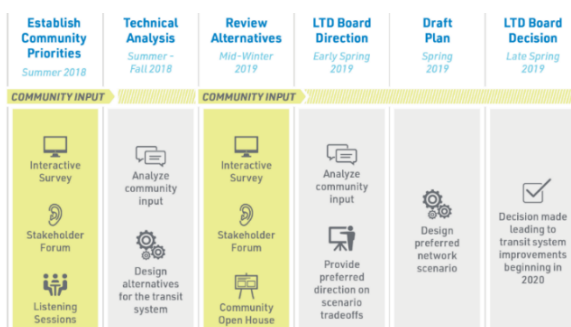 Establish
Community
Priorities
Summer 2018
Technical
Analysis
Summer –
Fall 2018
Review
Alternatives
Mid-Winter
2019
LTD Board
Direction
Early Spring
2019
Draft
Plan
Spring
2019
LTD Board
Decision
Late Spring
2019
COMMUNITY INPUT
COMMUNITY INPUT
Interactive
Survey
Stakeholder
Forum
Listening
Sessions
Analyze
community
input
Design
alternatives
for the transit
system
Interactive
Survey
Stakeholder
Forum
Community
Open House
Analyze
community
input
Provide
preferred
direction on
scenario
tradeoffs
Design
preferred
network
scenario
Decision made
leading to
transit system
improvements
beginning in
2020